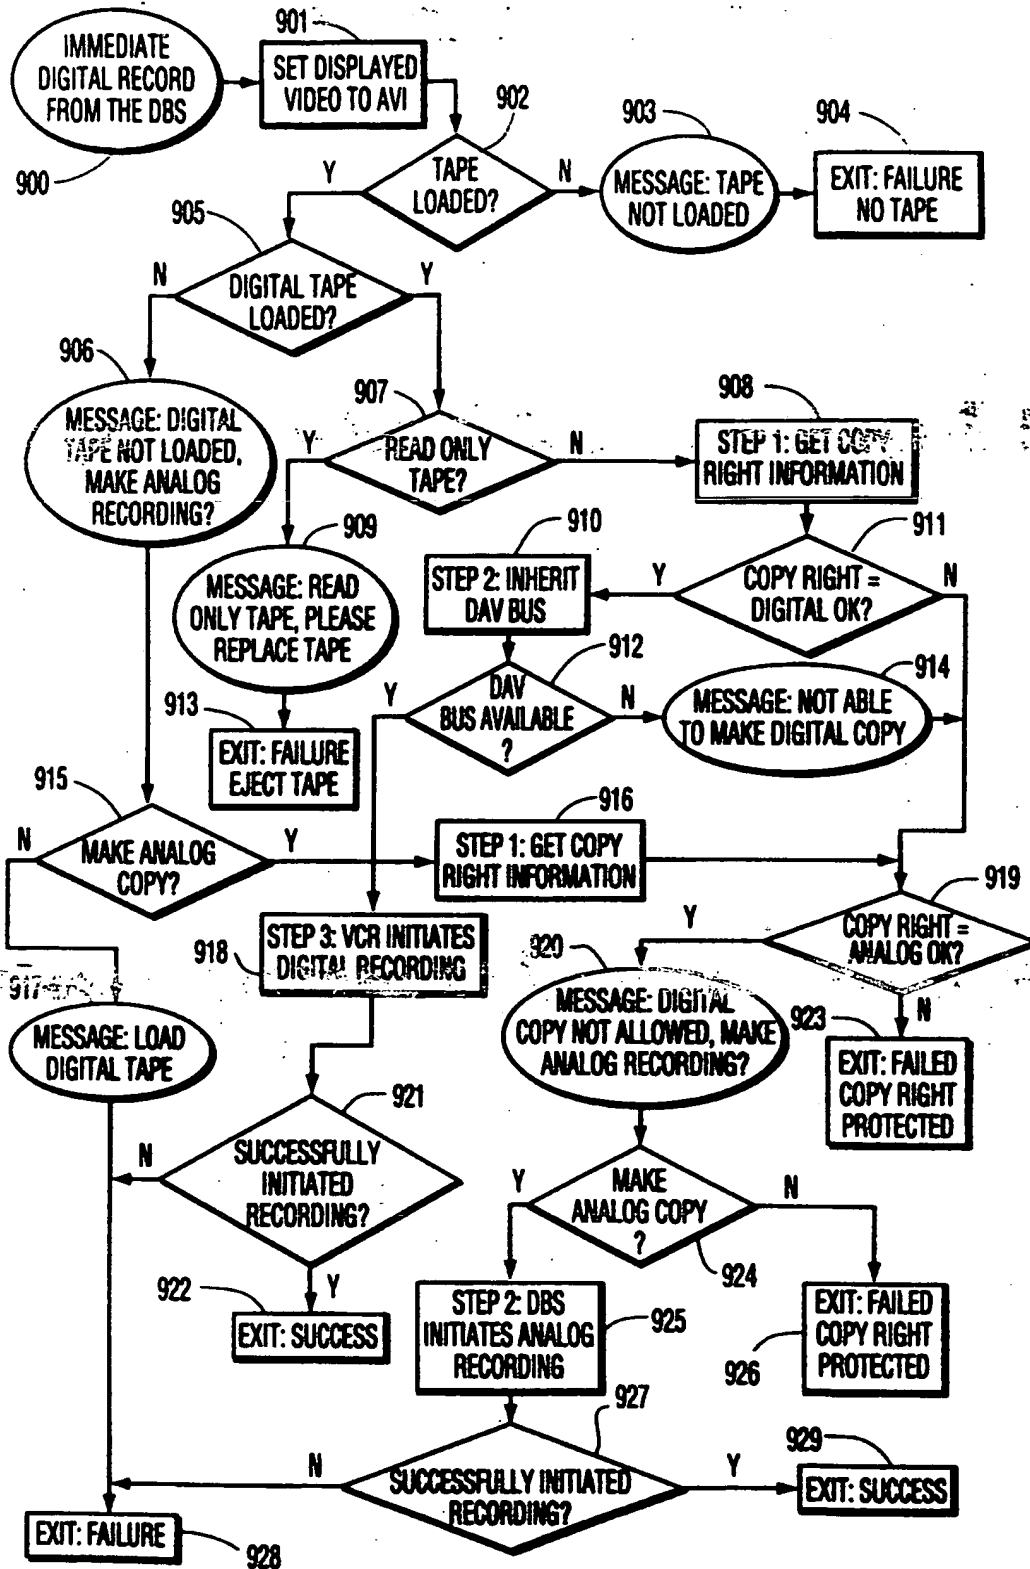 IMMEDIATE
DIGITAL RECORD
FROM THE DBS
900
901
SET DISPLAYED
VIDEO TO AVI
902
TAPE
LOADED?
Y
N
903
MESSAGE: TAPE
NOT LOADED
904
EXIT: FAILURE
NO TAPE
905
DIGITAL TAPE
LOADED?
N
Y
906
MESSAGE: DIGITAL
TAPE NOT LOADED,
MAKE ANALOG
RECORDING?
907
READ ONLY
TAPE?
Y
N
908
STEP 1: GET COPY
RIGHT INFORMATION
909
MESSAGE: READ
ONLY TAPE, PLEASE
REPLACE TAPE
910
STEP 2: INHERIT
DAV BUS
911
COPY RIGHT =
DIGITAL OK?
Y
N
912
DAV
BUS AVAILABLE
?
Y
N
914
MESSAGE: NOT ABLE
TO MAKE DIGITAL COPY
913
EXIT: FAILURE
EJECT TAPE
915
MAKE ANALOG
COPY?
N
Y
916
STEP 1: GET COPY
RIGHT INFORMATION
919
COPY RIGHT =
ANALOG OK?
Y
N
918
STEP 3: VCR INITIATES
DIGITAL RECORDING
917
MESSAGE: LOAD
DIGITAL TAPE
920
MESSAGE: DIGITAL
COPY NOT ALLOWED, MAKE
ANALOG RECORDING?
923
EXIT: FAILED
COPY RIGHT
PROTECTED
921
SUCCESSFULLY
INITIATED
RECORDING?
N
Y
922
EXIT: SUCCESS
MAKE
ANALOG COPY
?
Y
N
924
STEP 2: DBS
INITIATES ANALOG
RECORDING
925
EXIT: FAILED
COPY RIGHT
PROTECTED
926
927
SUCCESSFULLY INITIATED
RECORDING?
N
Y
929
EXIT: SUCCESS
EXIT: FAILURE
928